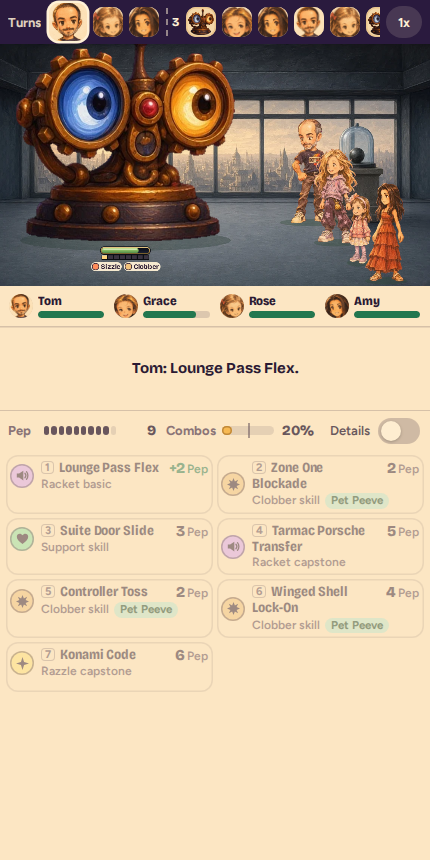 Turns
3
1x
Sizzle Clobber
Tom
Grace
Rose
Amy
Tom: Lounge Pass Flex.
Pep 9 Combos 20% Details
1 Lounge Pass Flex +2 Pep
Racket basic
2 Zone One Blockade 2 Pep
Clobber skill Pet Peeve
3 Suite Door Slide 3 Pep
Support skill
4 Tarmac Porsche Transfer 5 Pep
Racket capstone
5 Controller Toss 2 Pep
Clobber skill Pet Peeve
6 Winged Shell Lock-On 4 Pep
Clobber skill Pet Peeve
7 Konami Code 6 Pep
Razzle capstone